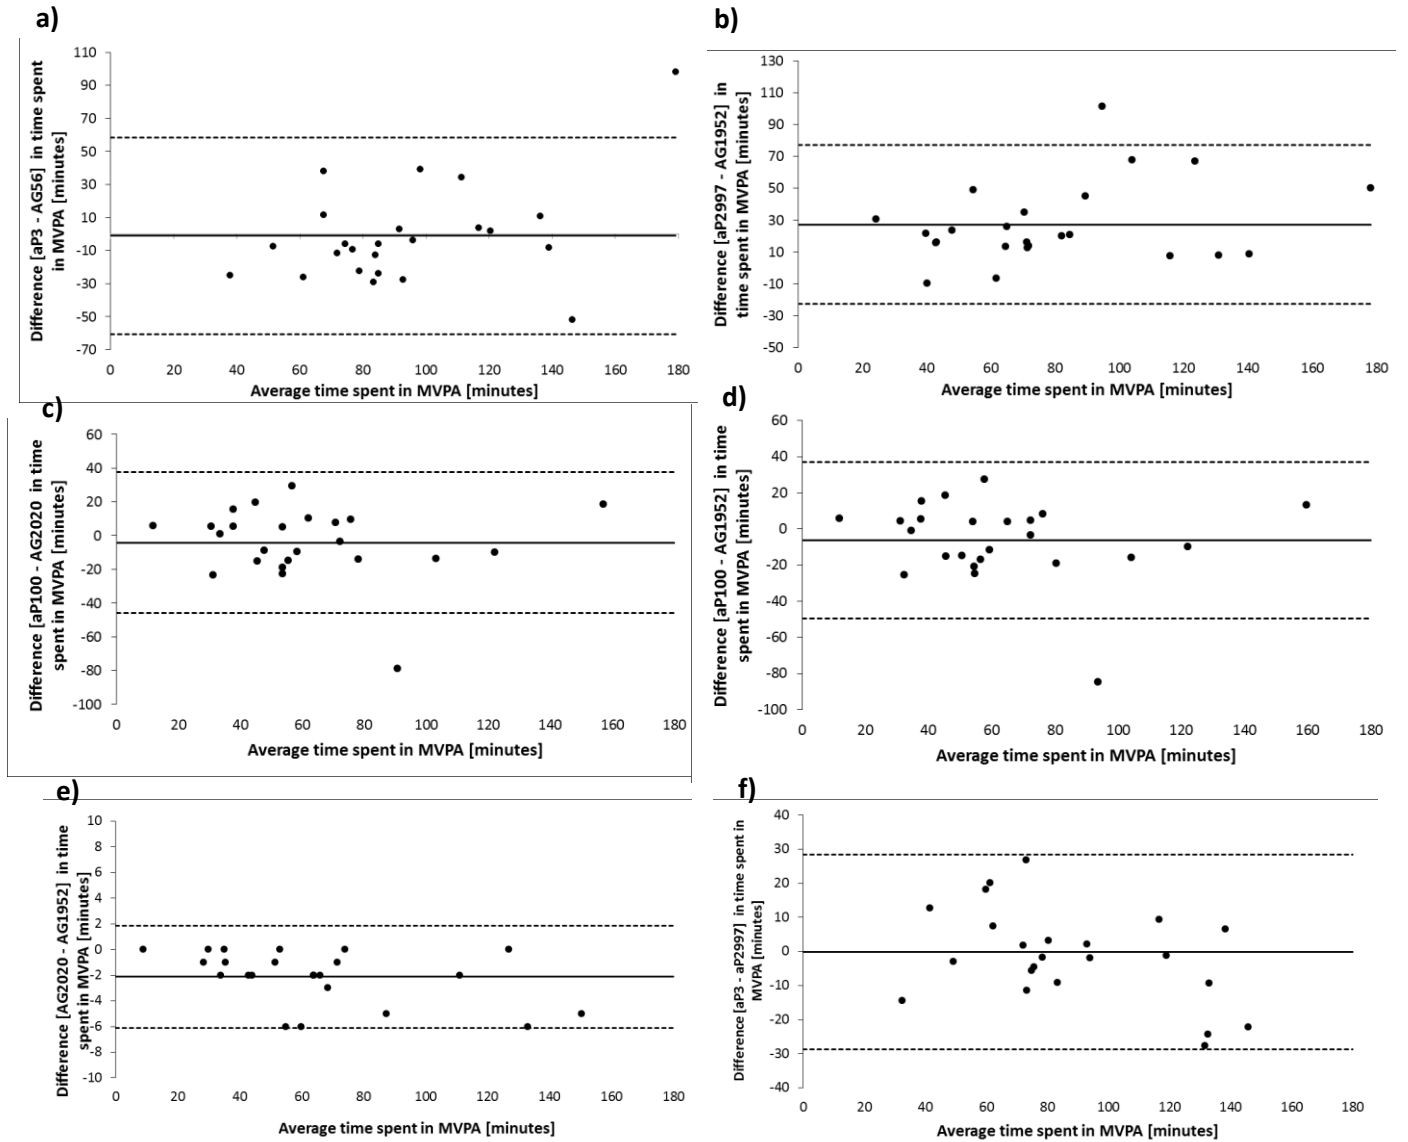 a)
Difference [aP3 - AG56] in time spent
in MVPA [minutes]
110
90
70
50
30
10
-10
-30
-50
-70
0 20 40 60 80 100 120 140 160 180
Average time spent in MVPA [minutes]
b)
Difference [aP2997 - AG1952] in
time spent in MVPA [minutes]
130
110
90
70
50
30
10
-10
-30
-50
0 20 40 60 80 100 120 140 160 180
Average time spent in MVPA [minutes]
c)
Difference [aP100 - AG2020 in time
spent in MVPA [minutes]
60
40
20
0
-20
-40
-60
-80
-100
0 20 40 60 80 100 120 140 160 180
Average time spent in MVPA [minutes]
d)
Difference [aP100 - AG1952] in time
spent in MVPA [minutes]
60
40
20
0
-20
-40
-60
-80
-100
0 20 40 60 80 100 120 140 160 180
Average time spent in MVPA [minutes]
e)
Difference [AG2020 - AG1952] in time
spent in MVPA [minutes]
10
8
6
4
2
0
-2
-4
-6
-8
-10
0 20 40 60 80 100 120 140 160 180
Average time spent in MVPA [minutes]
f)
Difference [aP3 - aP2997] in time spent in
MVPA [minutes]
40
30
20
10
0
-10
-20
-30
-40
0 20 40 60 80 100 120 140 160 180
Average time spent in MVPA [minutes]